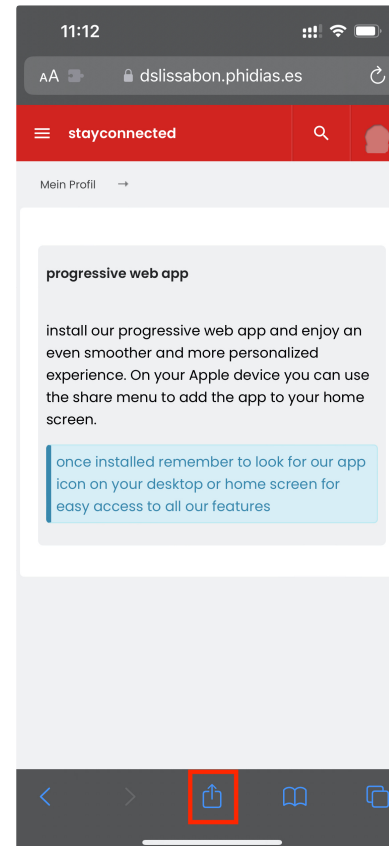 11:12
AA
dslissabon.phidias.es
stayconnected
Mein Profil →
progressive web app
install our progressive web app and enjoy an
even smoother and more personalized
experience. On your Apple device you can use
the share menu to add the app to your home
screen.
once installed remember to look for our app
icon on your desktop or home screen for
easy access to all our features